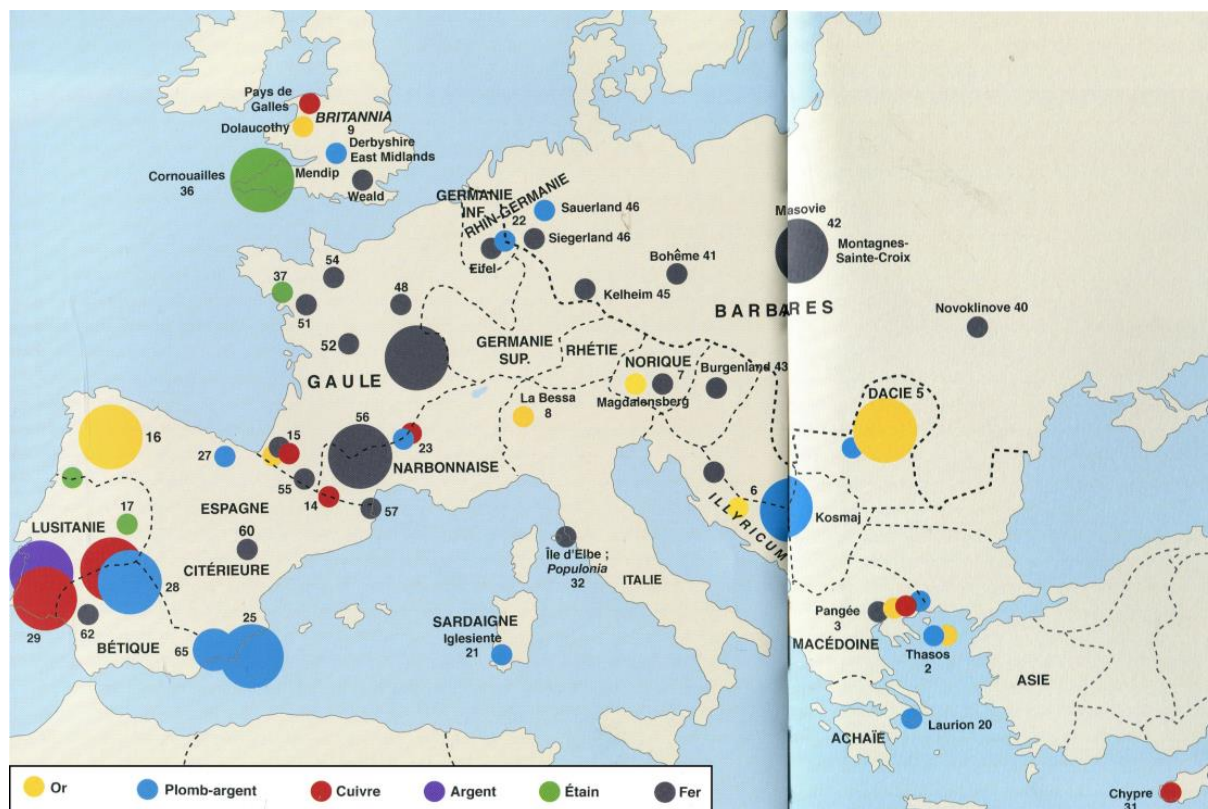 Pays de
Galles
BRITANNIA
9
Dolaucothy
Derbyshire
East Midlands
Cornouailles
36
Mendip
Weald
GERMANIE
INF.
RHIN-GERMANIE
22
Sauerland 46
Siegerland 46
Eifel
Masovie
42
Montagnes-
Sainte-Croix
Bohême 41
Kelheim 45
37
54
51
48
52
BARBARES
Novoklinove 40
GERMANIE
SUP.
RHÉTIE
NORIQUE
7
Magdalensberg
Burgenland 43
GAULE
La Bessa
8
DACIE 5
16
15
56
23
NARBONNAISE
27
55
14
57
ESPAGNE
17
LUSITANIE
60
CITÉRIEURE
6
ILLYRICUM
Kosmaj
Île d'Elbe ;
Populonia
32
ITALIE
28
29
62
BÉTIQUE
65
25
SARDAIGNE
Iglesiente
21
Pangée
3
MACÉDOINE
Thasos
2
ASIE
ACHAÏE
Laurion 20
Chypre
31
Or
Plomb-argent
Cuivre
Argent
Étain
Fer